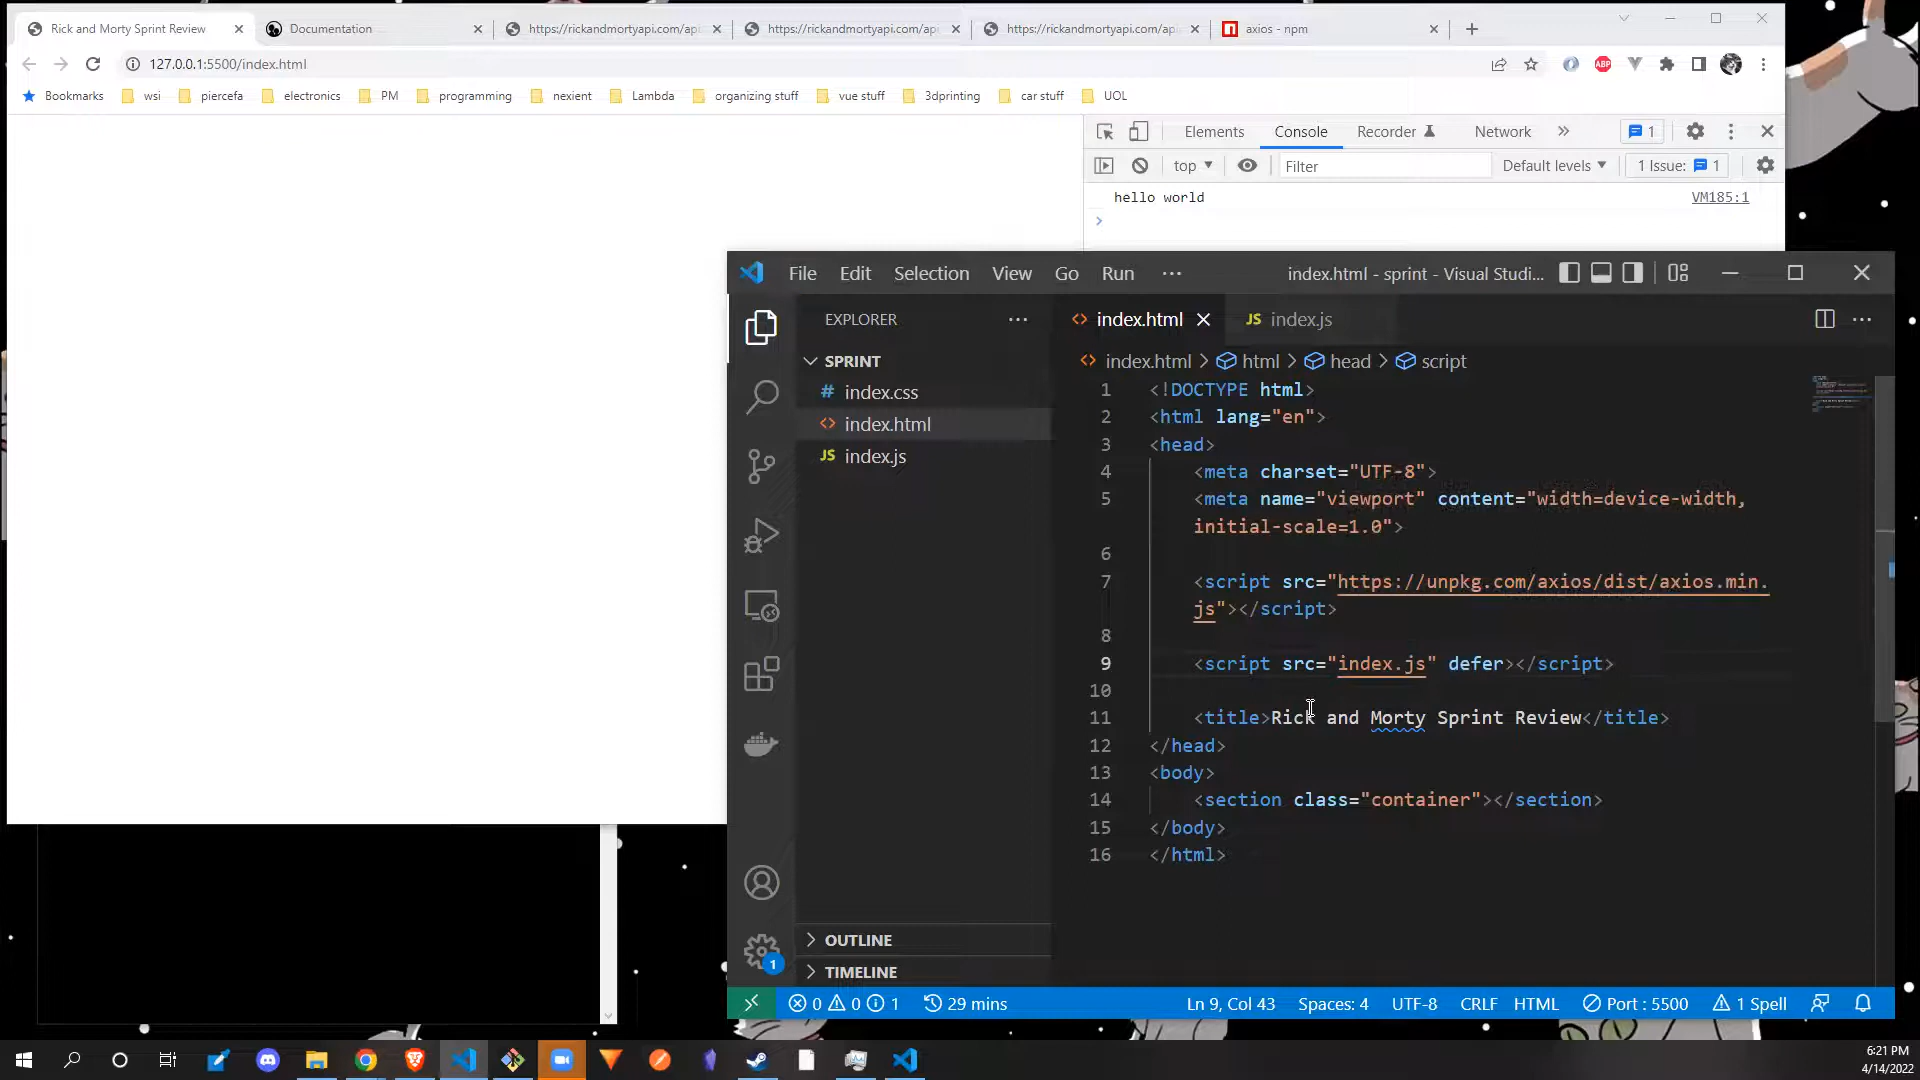 Rick and Morty Sprint Review
Documentation
https://rickandmortyapi.com/api
https://rickandmortyapi.com/api
https://rickandmortyapi.com/api
axios - npm
127.0.0.1:5500/index.html
ABP
Bookmarks wsi piercefa electronics PM programming nexient Lambda organizing stuff vue stuff 3dprinting car stuff UOL
Elements Console Recorder Network 1
top Filter Default levels 1 Issue: 1
hello world VM185:1
File Edit Selection View Go Run ··· index.html - sprint - Visual Studi...
EXPLORER
index.html
JS index.js
SPRINT
index.html > html > head > script
# index.css
index.html
JS index.js
1 <!DOCTYPE html>
2 <html lang="en">
3 <head>
4 <meta charset="UTF-8">
5 <meta name="viewport" content="width=device-width,
initial-scale=1.0">
6
7 <script src="https://unpkg.com/axios/dist/axios.min.
js"></script>
8
9 <script src="index.js" defer></script>
10
11 <title>Rick and Morty Sprint Review</title>
12 </head>
13 <body>
14 <section class="container"></section>
15 </body>
16 </html>
OUTLINE
TIMELINE
1
0 0 1 29 mins Ln 9, Col 43 Spaces: 4 UTF-8 CRLF HTML Port : 5500 1 Spell
6:21 PM
4/14/2022